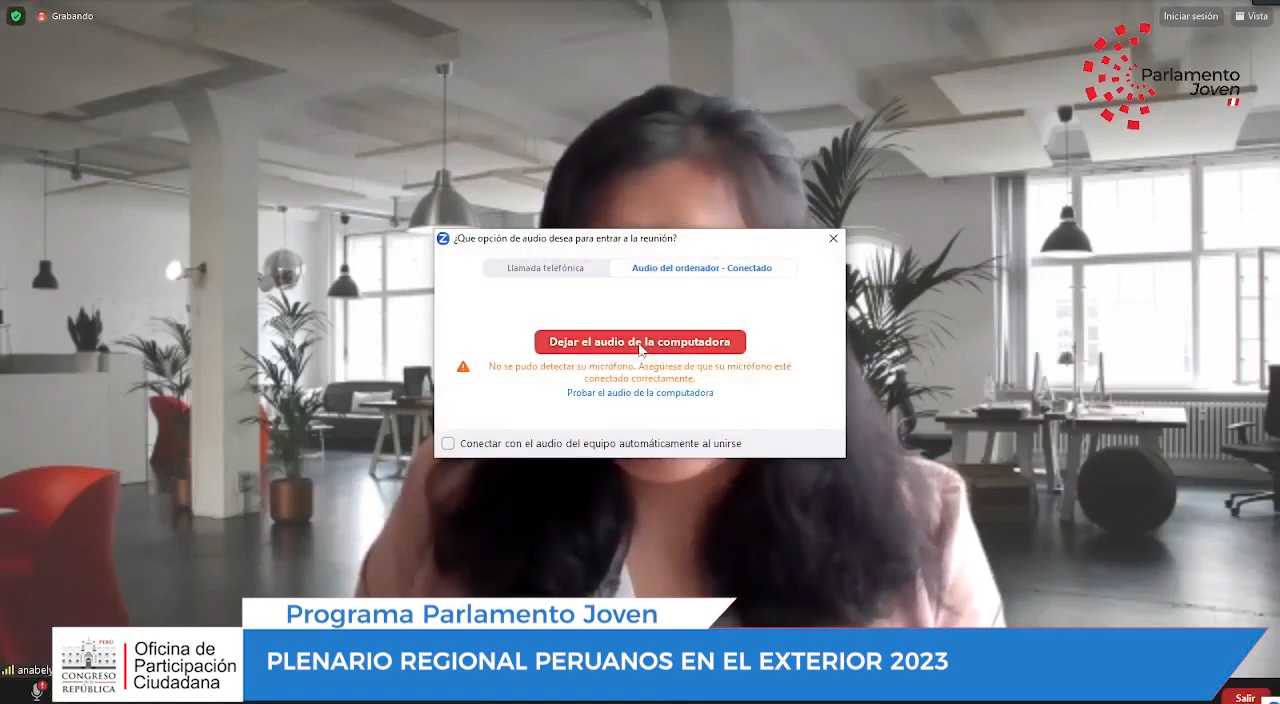 Grabando
Iniciar sesión
Vista
Parlamento
Joven
¿Que opción de audio desea para entrar a la reunión?
Llamada telefónica
Audio del ordenador - Conectado
Dejar el audio de la computadora
No se pudo detectar su micrófono. Asegúrese de que su micrófono esté
conectado correctamente.
Probar el audio de la computadora
Conectar con el audio del equipo automáticamente al unirse
Programa Parlamento Joven
PERÚ
CONGRESO
REPÚBLICA
Oficina de
Participación
Ciudadana
PLENARIO REGIONAL PERUANOS EN EL EXTERIOR 2023
anabely
Salir